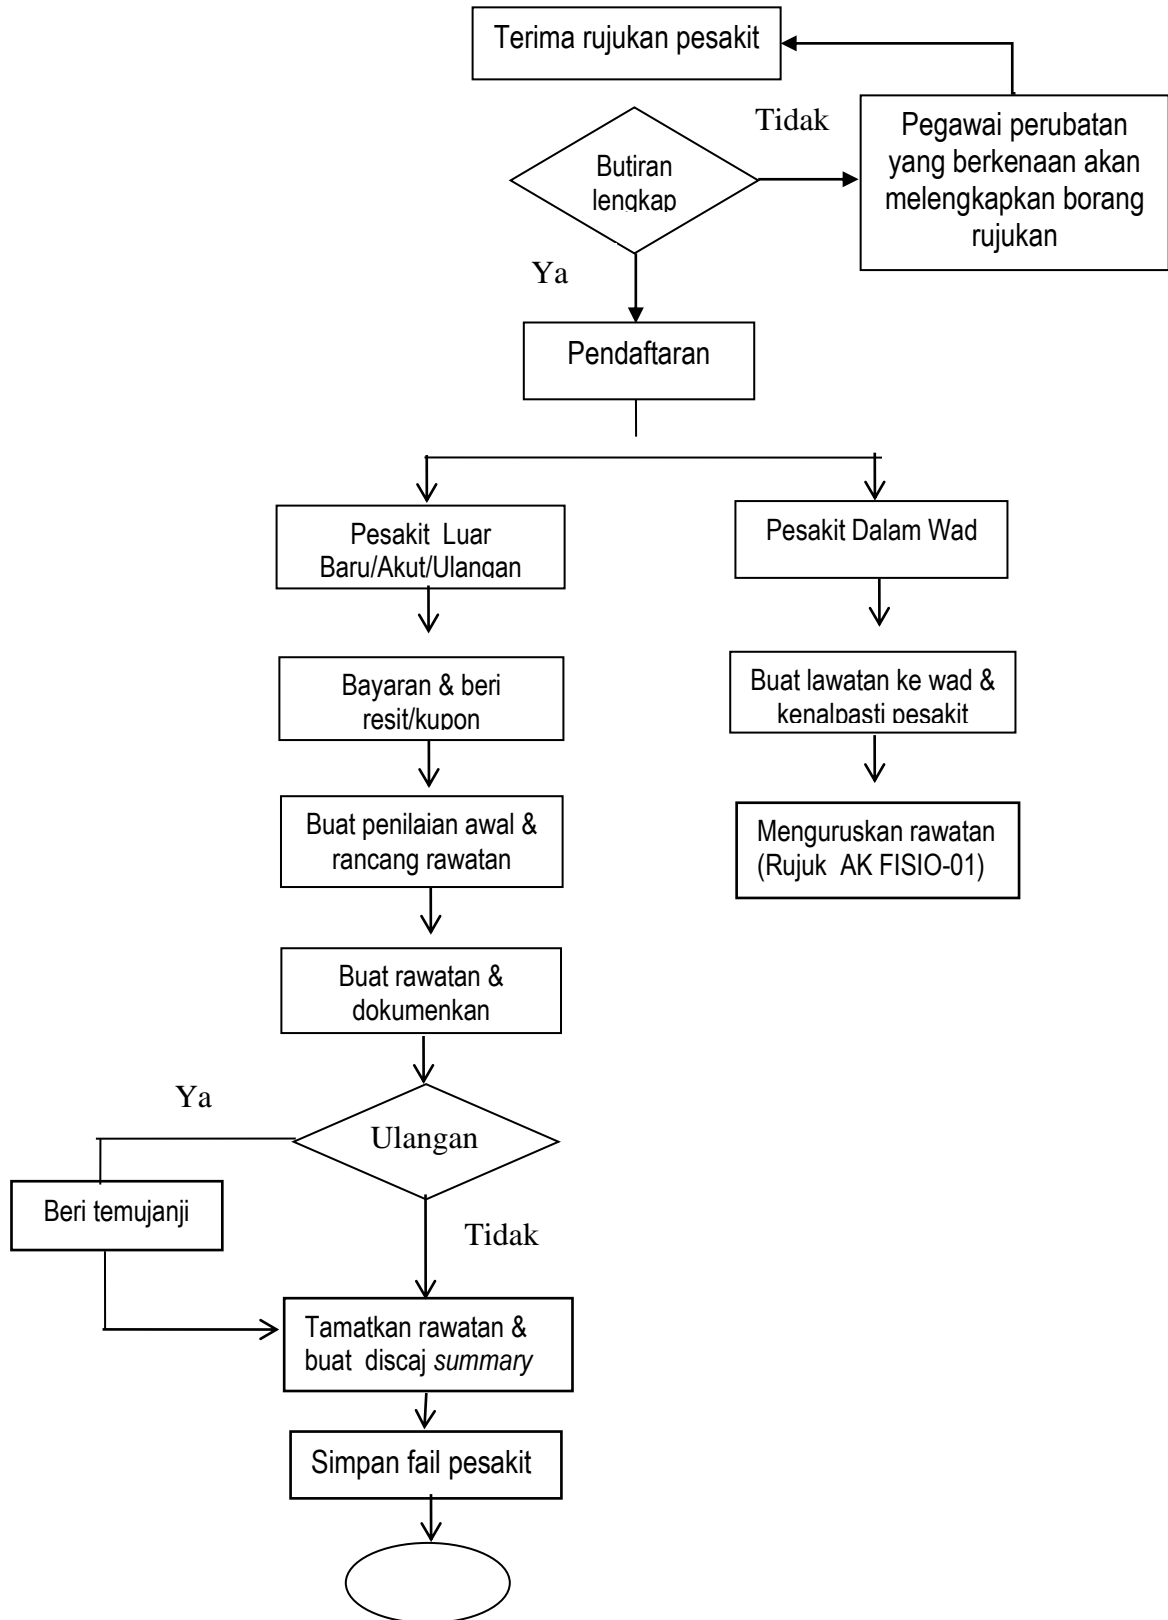 Terima rujukan pesakit
Tidak
Pegawai perubatan
yang berkenaan akan
melengkapkan borang
rujukan
Butiran
lengkap
Ya
Pendaftaran
Pesakit Luar
Baru/Akut/Ulangan
Pesakit Dalam Wad
Bayaran & beri
resit/kupon
Buat lawatan ke wad &
kenalpasti pesakit
Buat penilaian awal &
rancang rawatan
Menguruskan rawatan
(Rujuk AK FISIO-01)
Buat rawatan &
dokumenkan
Ya
Ulangan
Beri temujanji
Tidak
Tamatkan rawatan &
buat discaj summary
Simpan fail pesakit